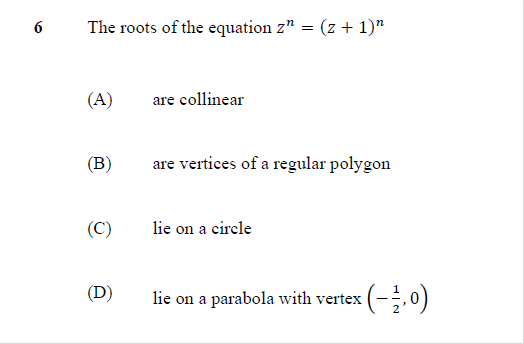 6 The roots of the equation zⁿ = (z + 1)ⁿ
(A) are collinear
(B) are vertices of a regular polygon
(C) lie on a circle
(D) lie on a parabola with vertex (−1/2, 0)